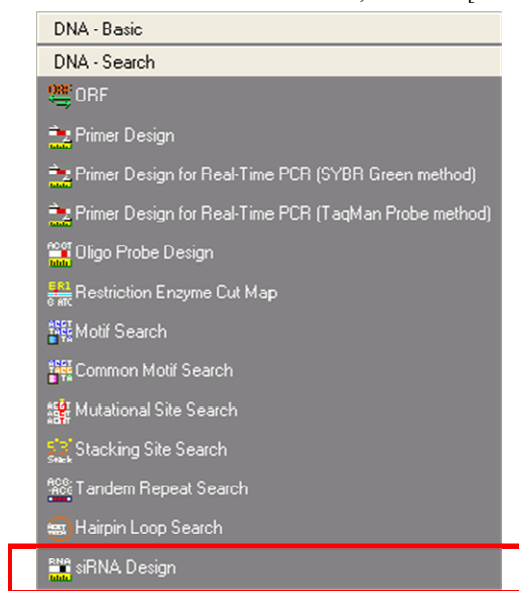 DNA - Basic
DNA - Search
ORF
Primer Design
Primer Design for Real-Time PCR (SYBR Green method)
Primer Design for Real-Time PCR (TaqMan Probe method)
Oligo Probe Design
Restriction Enzyme Cut Map
Motif Search
Common Motif Search
Mutational Site Search
Stacking Site Search
Tandem Repeat Search
Hairpin Loop Search
siRNA Design